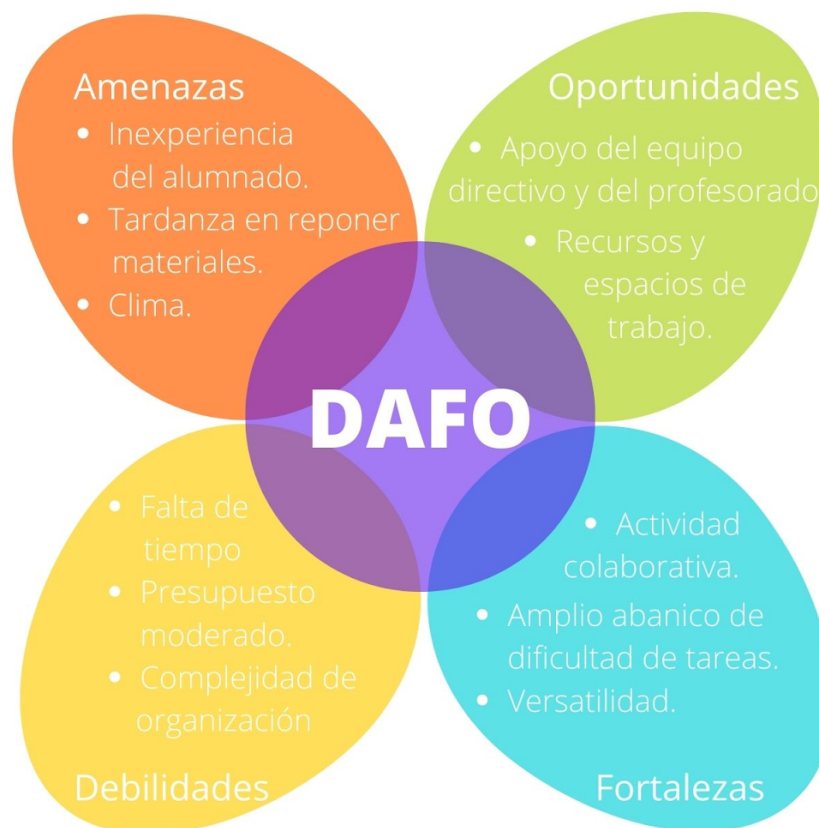 Amenazas
• Inexperiencia
del alumnado.
• Tardanza en reponer
materiales.
• Clima.
Oportunidades
• Apoyo del equipo
directivo y del profesorado
• Recursos y
espacios de
trabajo.
DAFO
• Falta de
tiempo
• Presupuesto
moderado.
• Complejidad de
organización
Debilidades
• Actividad
colaborativa.
• Amplio abanico de
dificultad de tareas.
• Versatilidad.
Fortalezas